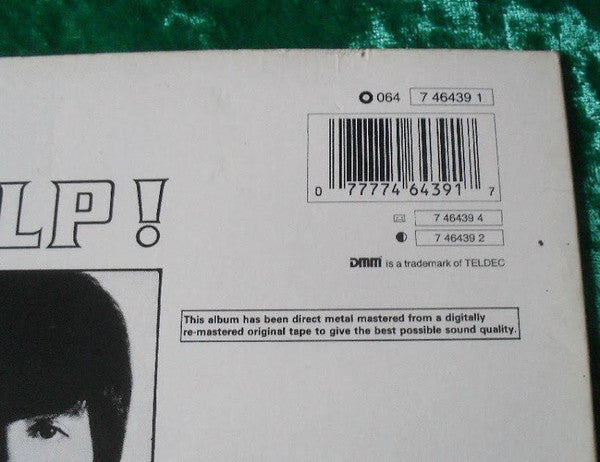 064 7 46439 1
0 77774 64391 7
LP!
7 46439 4
7 46439 2
DMM is a trademark of TELDEC
This album has been direct metal mastered from a digitally
re-mastered original tape to give the best possible sound quality.